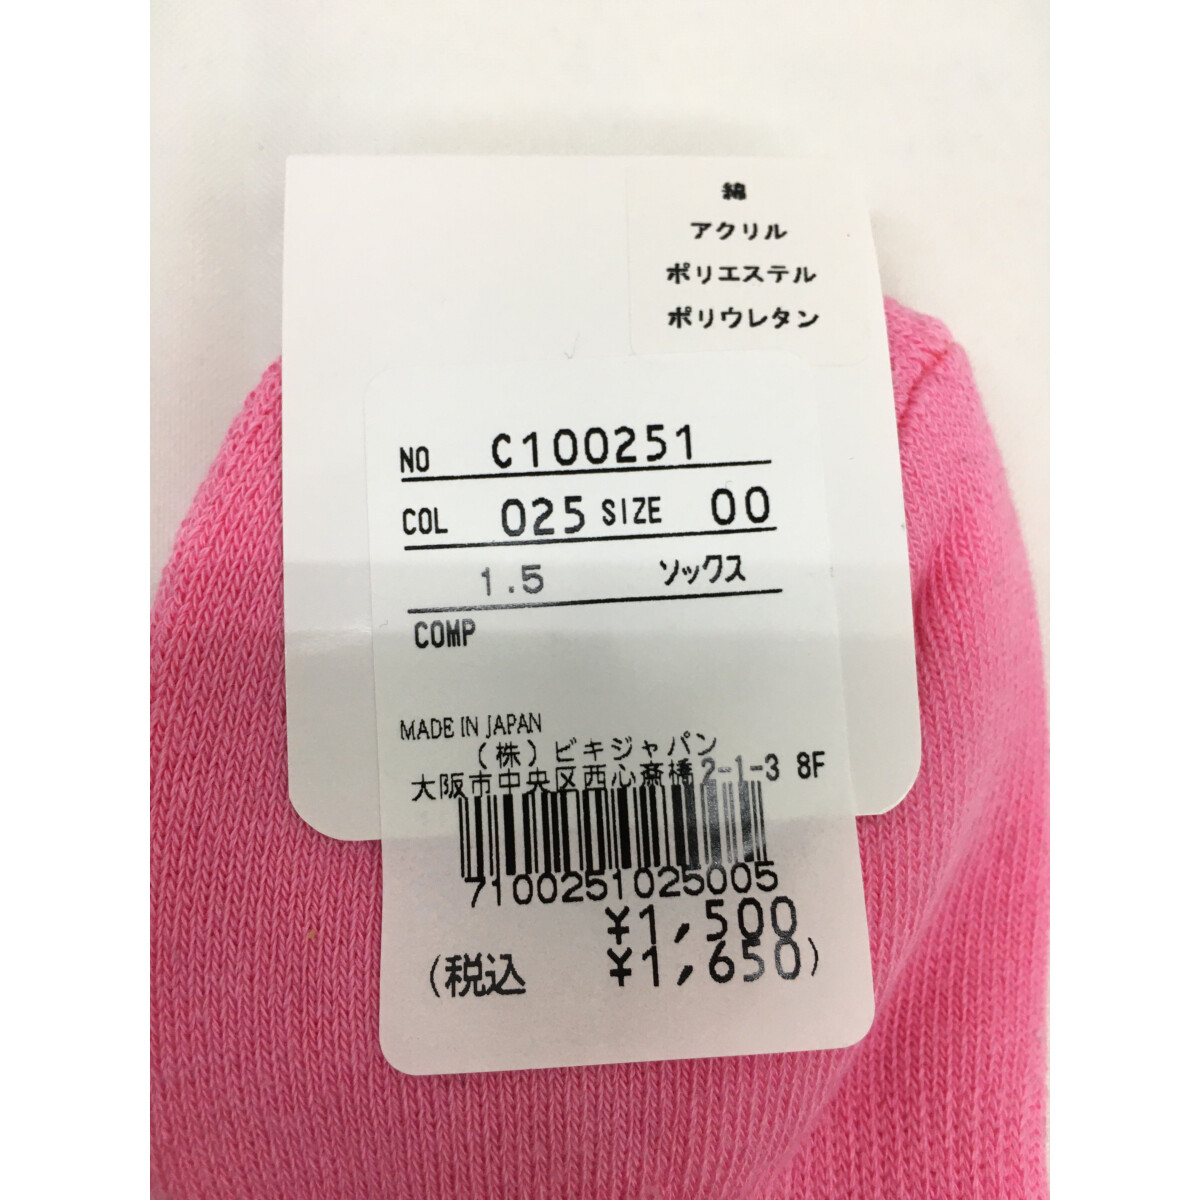 綿
アクリル
ポリエステル
ポリウレタン
NO C100251
COL 025 SIZE 00
1.5 ソックス
COMP
MADE IN JAPAN
(株)ビキジャパン
大阪市中央区西心斎橋2-1-3 8F
7100251025005
¥1,500
(税込 ¥1,650)